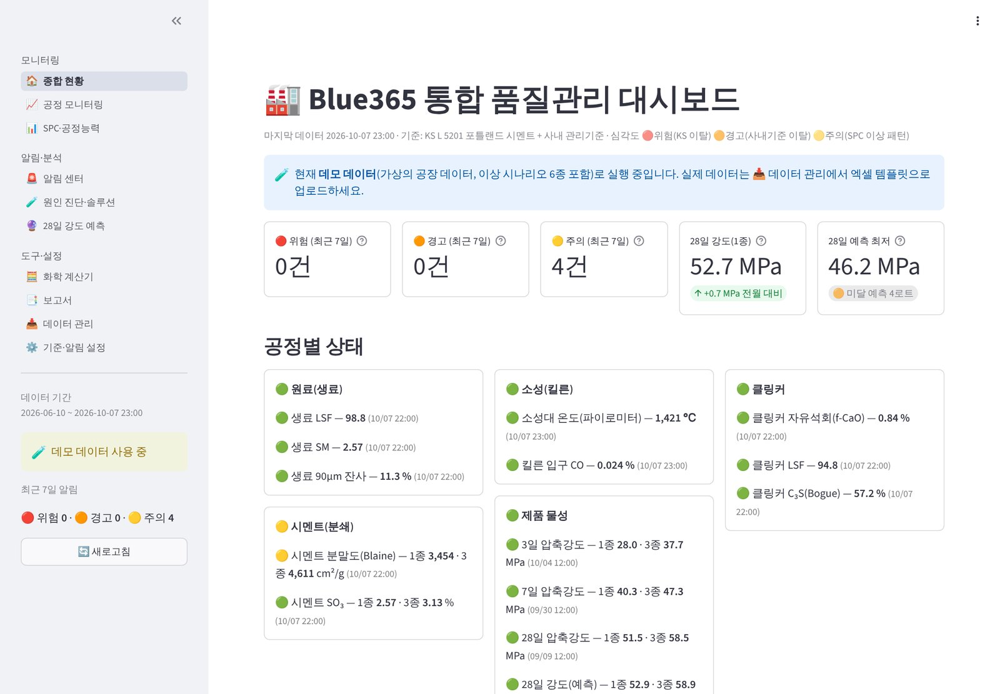 모니터링
종합 현황
공정 모니터링
SPC·공정능력
알림·분석
알림 센터
원인 진단·솔루션
28일 강도 예측
도구·설정
화학 계산기
보고서
데이터 관리
기준·알림 설정
데이터 기간
2026-06-10 ~ 2026-10-07 23:00
🧪 데모 데이터 사용 중
최근 7일 알림
🔴 위험 0 · 🟠 경고 0 · 🟡 주의 4
🔄 새로고침
🏭 Blue365 통합 품질관리 대시보드
마지막 데이터 2026-10-07 23:00 · 기준: KS L 5201 포틀랜드 시멘트 + 사내 관리기준 · 심각도 🔴위험(KS 이탈) 🟠경고(사내기준 이탈) 🟡주의(SPC 이상 패턴)
🧪 현재 데모 데이터(가상의 공장 데이터, 이상 시나리오 6종 포함)로 실행 중입니다. 실제 데이터는 📥 데이터 관리에서 엑셀 템플릿으로
업로드하세요.
🔴 위험 (최근 7일)
0건
🟠 경고 (최근 7일)
0건
🟡 주의 (최근 7일)
4건
28일 강도(1종)
52.7 MPa
↑ +0.7 MPa 전월 대비
28일 예측 최저
46.2 MPa
🟠 미달 예측 4로트
공정별 상태
🟢 원료(생료)
🟢 생료 LSF — 98.8 (10/07 22:00)
🟢 생료 SM — 2.57 (10/07 22:00)
🟢 생료 90μm 잔사 — 11.3 % (10/07 22:00)
🟡 시멘트(분쇄)
🟡 시멘트 분말도(Blaine) — 1종 3,454 · 3
종 4,611 cm²/g (10/07 22:00)
🟢 시멘트 SO₃ — 1종 2.57 · 3종 3.13 %
(10/07 22:00)
🟢 소성(킬른)
🟢 소성대 온도(파이로미터) — 1,421 ℃
(10/07 23:00)
🟢 킬른 입구 CO — 0.024 % (10/07 23:00)
🟢 제품 물성
🟢 3일 압축강도 — 1종 28.0 · 3종 37.7
MPa (10/04 12:00)
🟢 7일 압축강도 — 1종 40.3 · 3종 47.3
MPa (09/30 12:00)
🟢 28일 압축강도 — 1종 51.5 · 3종 58.5
MPa (09/09 12:00)
🟢 28일 강도(예측) — 1종 52.9 · 3종 58.9
🟢 클링커
🟢 클링커 자유석회(f-CaO) — 0.84 %
(10/07 22:00)
🟢 클링커 LSF — 94.8 (10/07 22:00)
🟢 클링커 C₃S(Bogue) — 57.2 % (10/07
22:00)